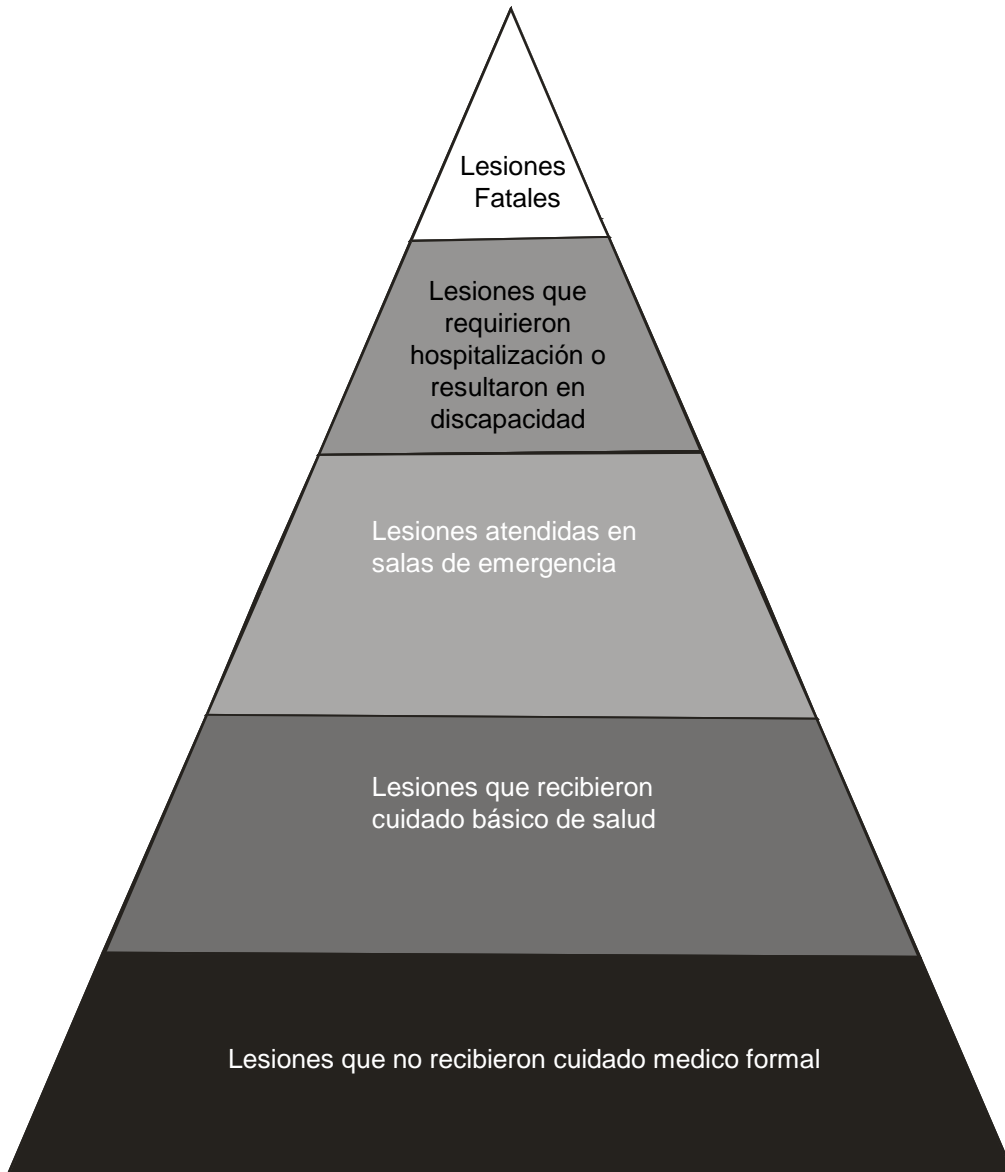 Lesiones
Fatales
Lesiones que
requirieron
hospitalización o
resultaron en
discapacidad
Lesiones atendidas en
salas de emergencia
Lesiones que recibieron
cuidado básico de salud
Lesiones que no recibieron cuidado medico formal